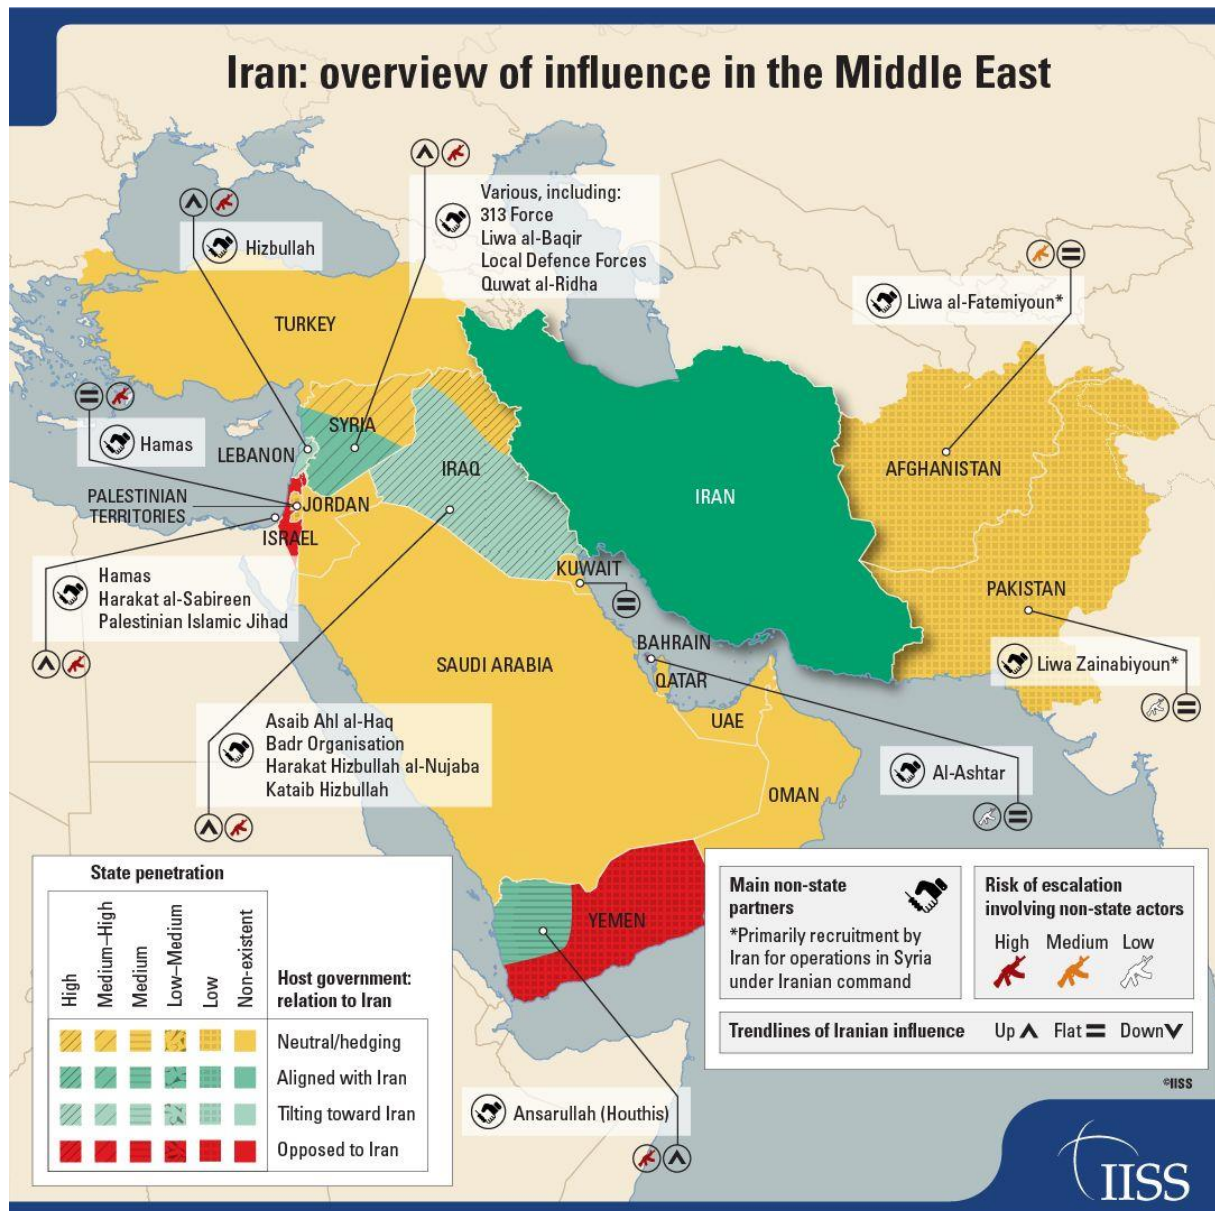 Iran: overview of influence in the Middle East
Various, including:
313 Force
Liwa al-Baqir
Local Defence Forces
Quwat al-Ridha
Hizbullah
Liwa al-Fatemiyoun*
TURKEY
Hamas
SYRIA
LEBANON
IRAQ
IRAN
AFGHANISTAN
PALESTINIAN
TERRITORIES
JORDAN
ISRAEL
Hamas
Harakat al-Sabireen
Palestinian Islamic Jihad
KUWAIT
PAKISTAN
BAHRAIN
Liwa Zainabiyoun*
SAUDI ARABIA
QATAR
UAE
Asaib Ahl al-Haq
Badr Organisation
Harakat Hizbullah al-Nujaba
Kataib Hizbullah
Al-Ashtar
OMAN
YEMEN
Ansarullah (Houthis)
State penetration
High
Medium–High
Medium
Low–Medium
Low
Non-existent
Host government:
relation to Iran
Neutral/hedging
Aligned with Iran
Tilting toward Iran
Opposed to Iran
Main non-state
partners
*Primarily recruitment by
Iran for operations in Syria
under Iranian command
Risk of escalation
involving non-state actors
High Medium Low
Trendlines of Iranian influence Up Flat Down
©IISS
IISS